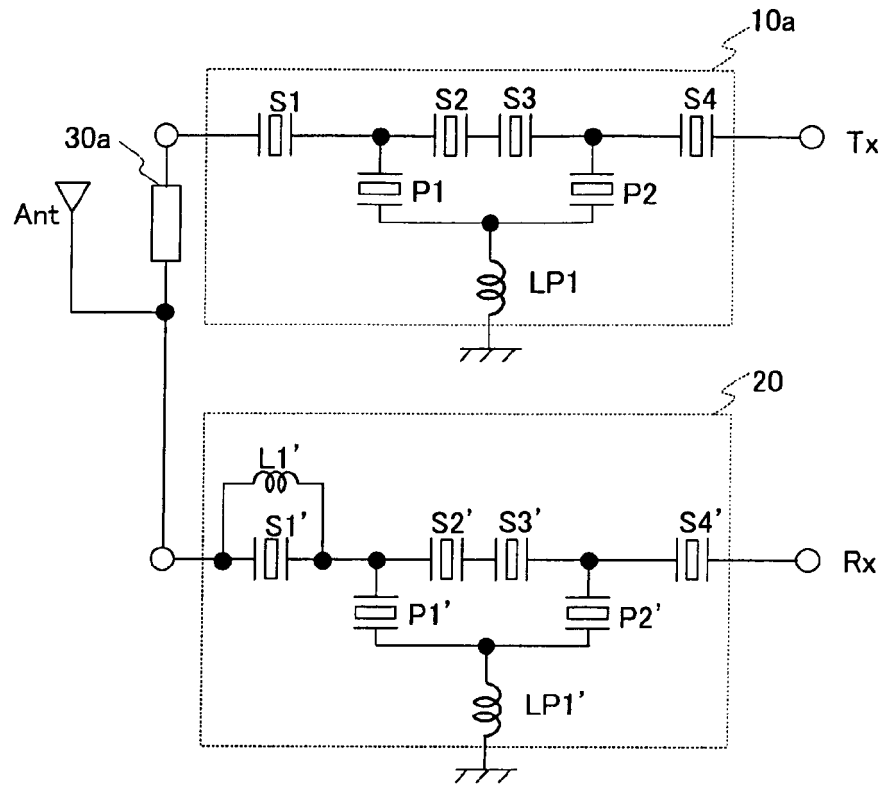 10a
S1 S2 S3 S4
30a
Tx
P1 P2
Ant
LP1
20
L1'
S1' S2' S3' S4'
Rx
P1' P2'
LP1'